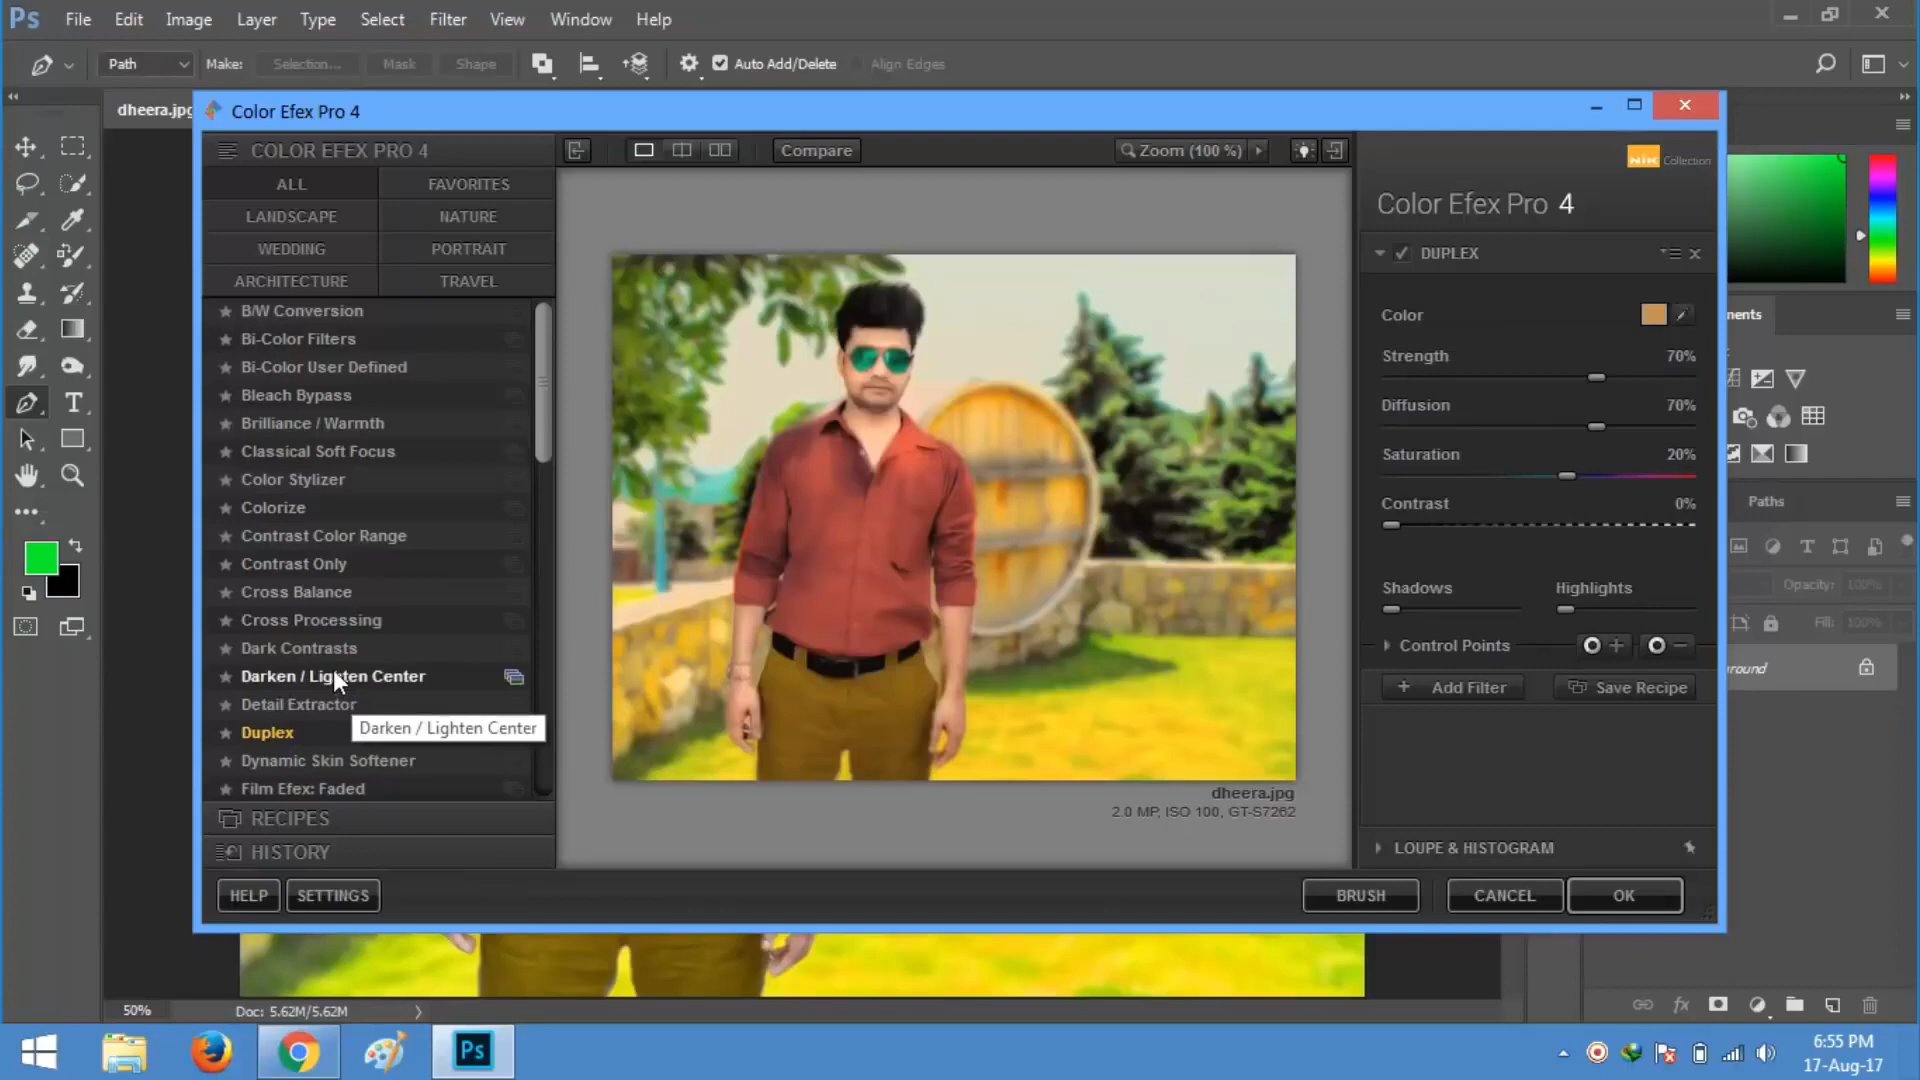 Ps File Edit Image Layer Type Select Filter View Window Help
Path Make: Selection... Mask Shape Auto Add/Delete Align Edges
dheera.jpg
Color Efex Pro 4
COLOR EFEX PRO 4
Compare
Zoom (100 %)
ALL FAVORITES
LANDSCAPE NATURE
WEDDING PORTRAIT
ARCHITECTURE TRAVEL
B/W Conversion
Bi-Color Filters
Bi-Color User Defined
Bleach Bypass
Brilliance / Warmth
Classical Soft Focus
Color Stylizer
Colorize
Contrast Color Range
Contrast Only
Cross Balance
Cross Processing
Dark Contrasts
Darken / Lighten Center
Detail Extractor
Darken / Lighten Center
Duplex
Dynamic Skin Softener
Film Efex: Faded
RECIPES
HISTORY
HELP SETTINGS
dheera.jpg
2.0 MP, ISO 100, GT-S7262
Nik Collection
Color Efex Pro 4
DUPLEX
Color
Strength 70%
Diffusion 70%
Saturation 20%
Contrast 0%
Shadows Highlights
Control Points
Add Filter Save Recipe
LOUPE & HISTOGRAM
BRUSH CANCEL OK
ments
Paths
Opacity: 100%
Fill: 100%
round
50% Doc: 5.62M/5.62M
Ps
6:55 PM
17-Aug-17